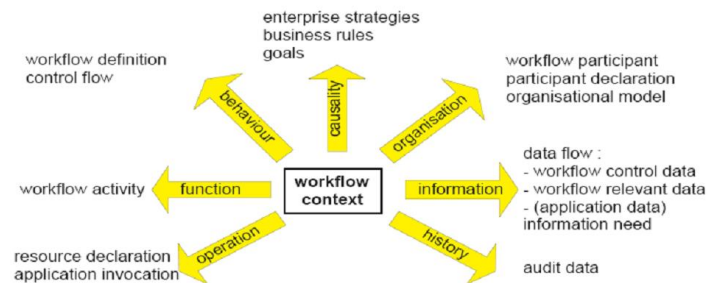 enterprise strategies
business rules
goals
workflow definition
control flow
workflow participant
participant declaration
organisational model
behaviour
causality
organisation
data flow :
- workflow control data
- workflow relevant data
- (application data)
information need
workflow activity
function
workflow
context
information
operation
history
resource declaration
application invocation
audit data